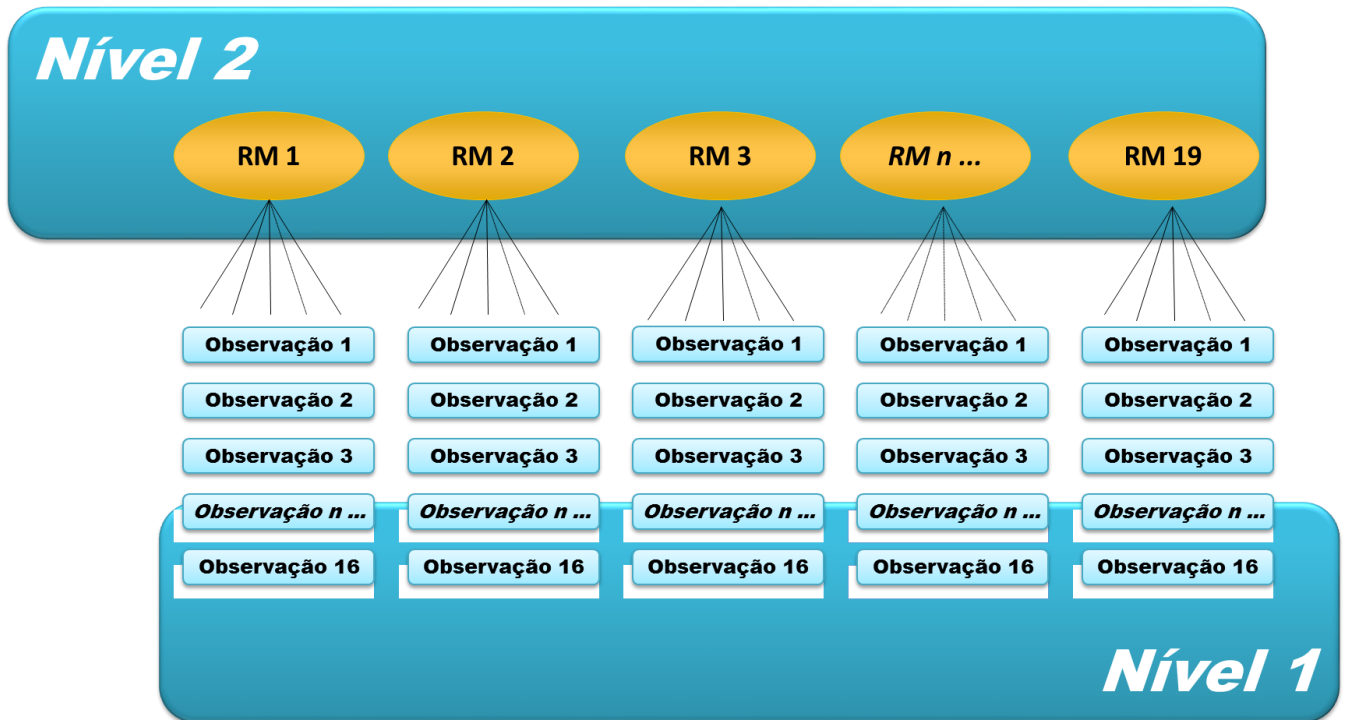 Nível 2
RM 1 RM 2 RM 3 RM n ... RM 19
Observação 1 Observação 1 Observação 1 Observação 1 Observação 1
Observação 2 Observação 2 Observação 2 Observação 2 Observação 2
Observação 3 Observação 3 Observação 3 Observação 3 Observação 3
Observação n ... Observação n ... Observação n ... Observação n ... Observação n ...
Observação 16 Observação 16 Observação 16 Observação 16 Observação 16
Nível 1